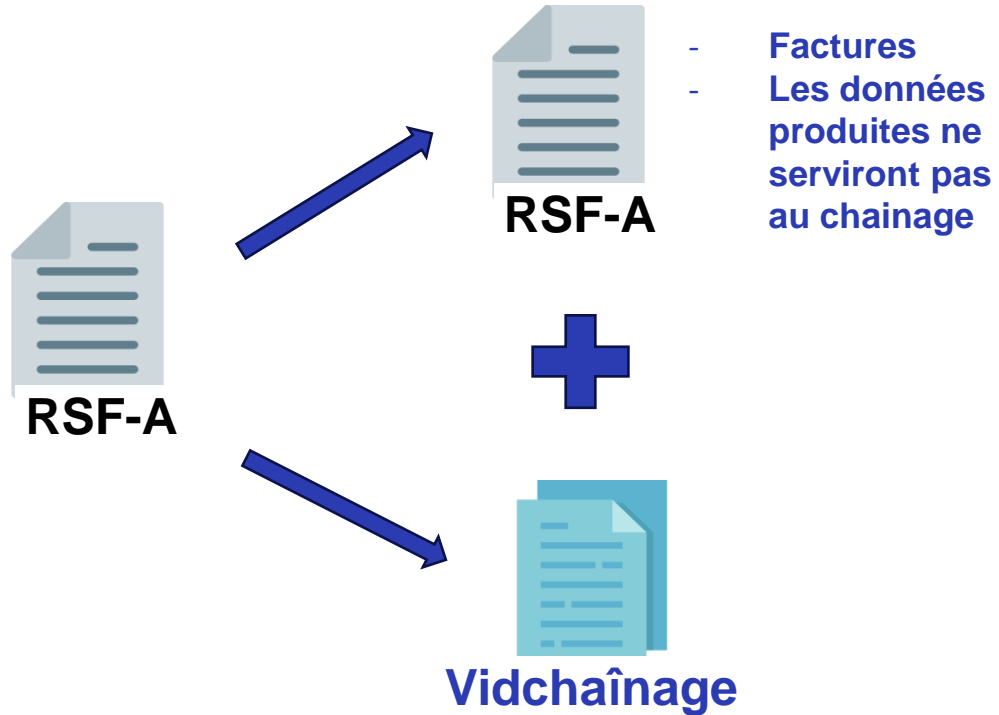 - Factures
- Les données
produites ne
serviront pas
au chainage
RSF-A
RSF-A
Vidchaînage